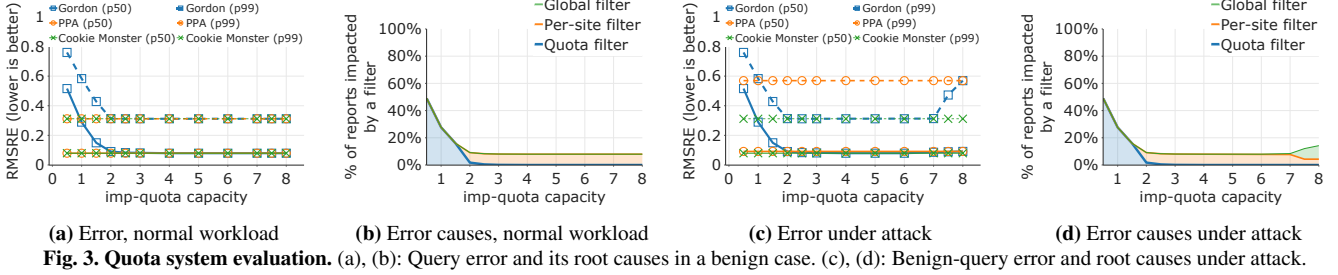 Gordon (p50)
PPA (p50)
Cookie Monster (p50)
Gordon (p99)
PPA (p99)
Cookie Monster (p99)
RMSRE (lower is better)
1
0.8
0.6
0.4
0.2
0
0 1 2 3 4 5 6 7 8
imp-quota capacity
(a) Error, normal workload
Global filter
Per-site filter
Quota filter
% of reports impacted
by a filter
100%
80%
60%
40%
20%
0%
1 2 3 4 5 6 7 8
imp-quota capacity
(b) Error causes, normal workload
Gordon (p50)
PPA (p50)
Cookie Monster (p50)
Gordon (p99)
PPA (p99)
Cookie Monster (p99)
RMSRE (lower is better)
1
0.8
0.6
0.4
0.2
0
0 1 2 3 4 5 6 7 8
imp-quota capacity
(c) Error under attack
Global filter
Per-site filter
Quota filter
% of reports impacted
by a filter
100%
80%
60%
40%
20%
0%
1 2 3 4 5 6 7 8
imp-quota capacity
(d) Error causes under attack
Fig. 3. Quota system evaluation. (a), (b): Query error and its root causes in a benign case. (c), (d): Benign-query error and root causes under attack.